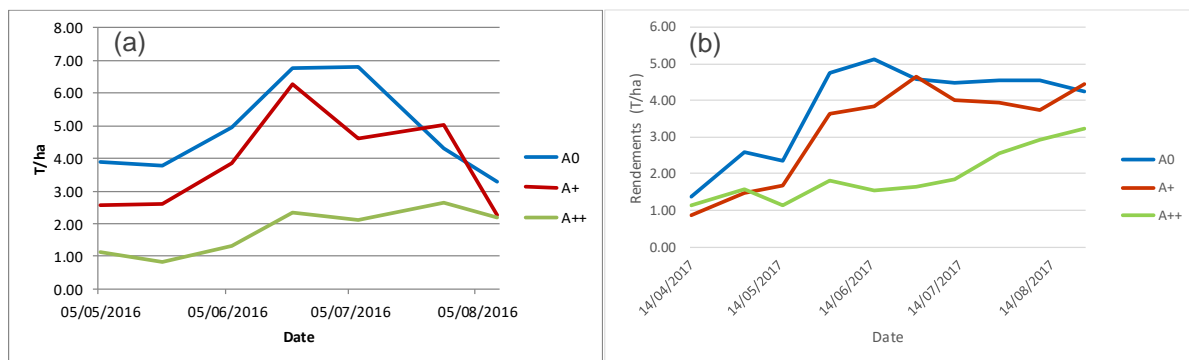 (a)
T/ha
8.00
7.00
6.00
5.00
4.00
3.00
2.00
1.00
0.00
05/05/2016 05/06/2016 05/07/2016 05/08/2016
Date
A0
A+
A++
(b)
Rendements (T/ha)
6.00
5.00
4.00
3.00
2.00
1.00
0.00
14/04/2017 14/05/2017 14/06/2017 14/07/2017 14/08/2017
Date
A0
A+
A++